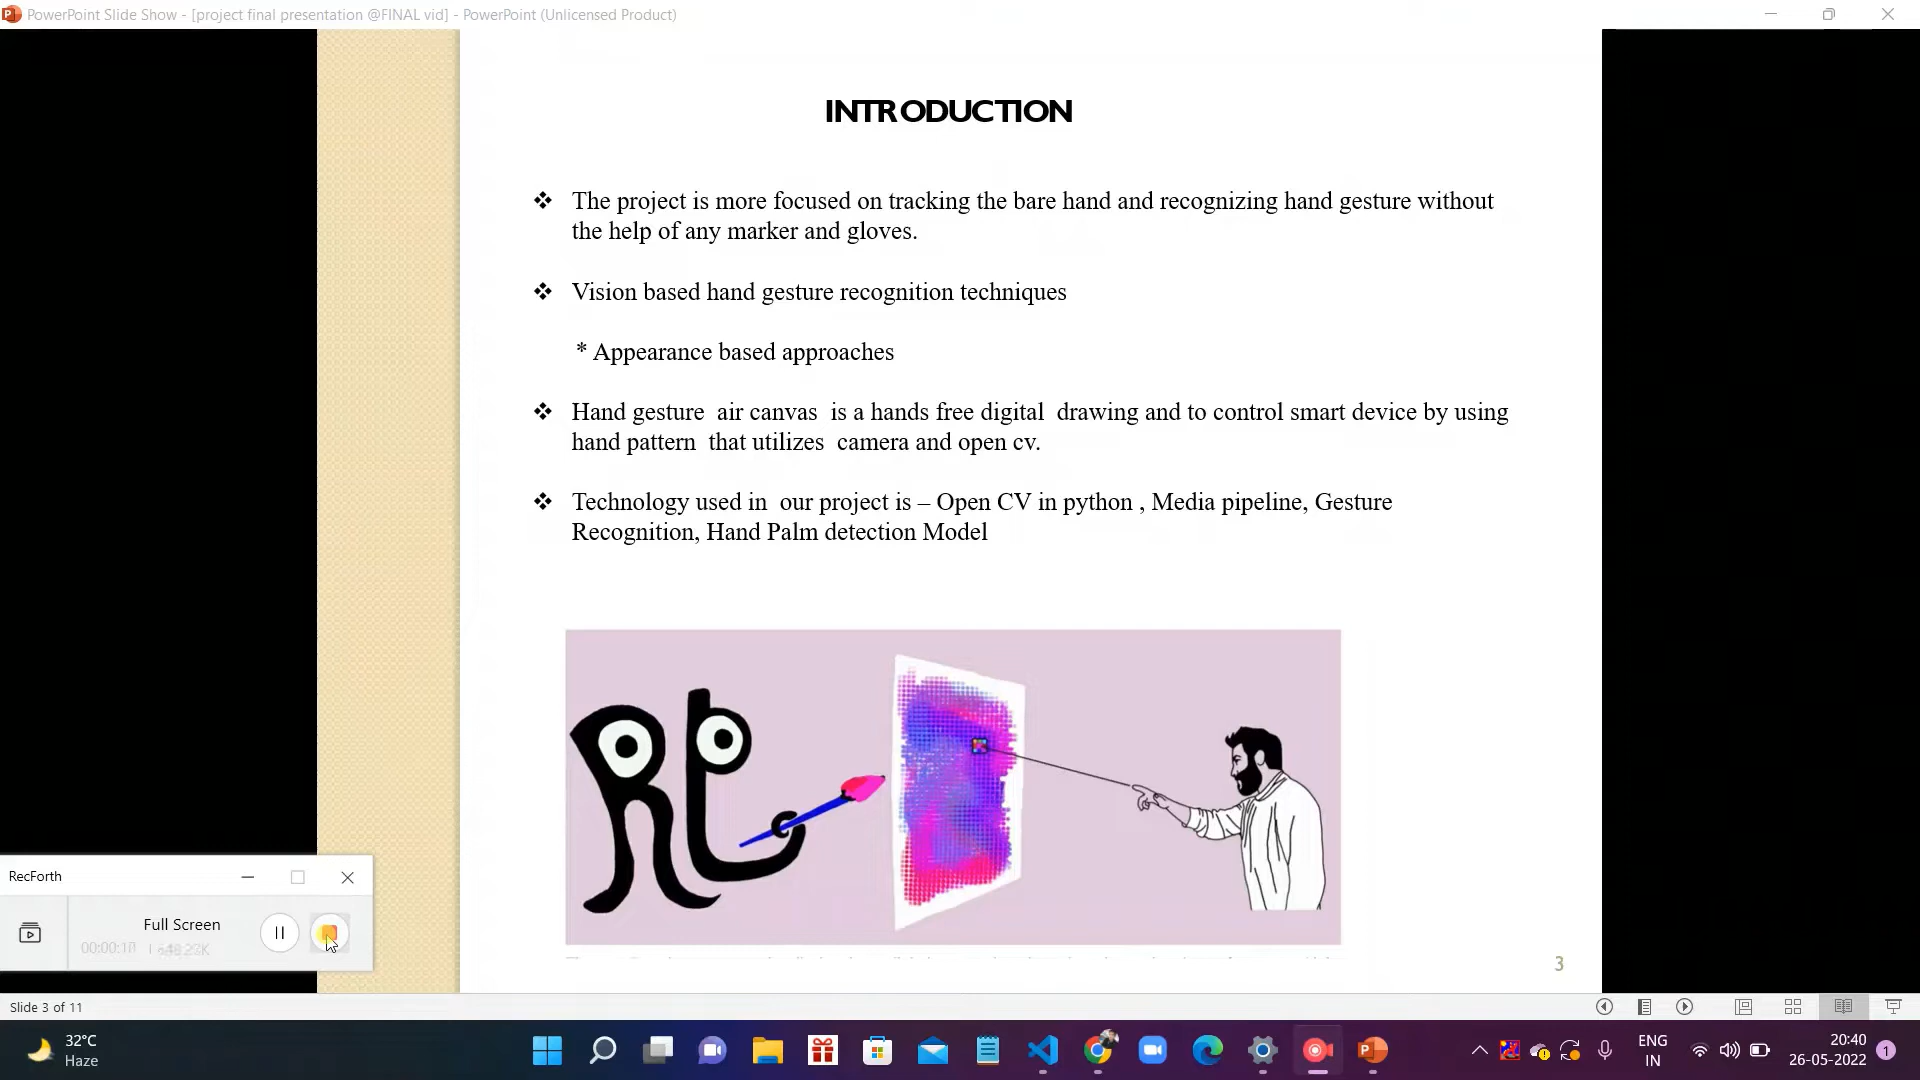 PowerPoint Slide Show - [project final presentation @FINAL vid] - PowerPoint (Unlicensed Product)
INTRODUCTION
❖ The project is more focused on tracking the bare hand and recognizing hand gesture without
the help of any marker and gloves.
❖ Vision based hand gesture recognition techniques
* Appearance based approaches
❖ Hand gesture air canvas is a hands free digital drawing and to control smart device by using
hand pattern that utilizes camera and open cv.
❖ Technology used in our project is – Open CV in python , Media pipeline, Gesture
Recognition, Hand Palm detection Model
3
RecForth
Full Screen
Slide 3 of 11
32°C
Haze
ENG
IN
20:40
26-05-2022
1